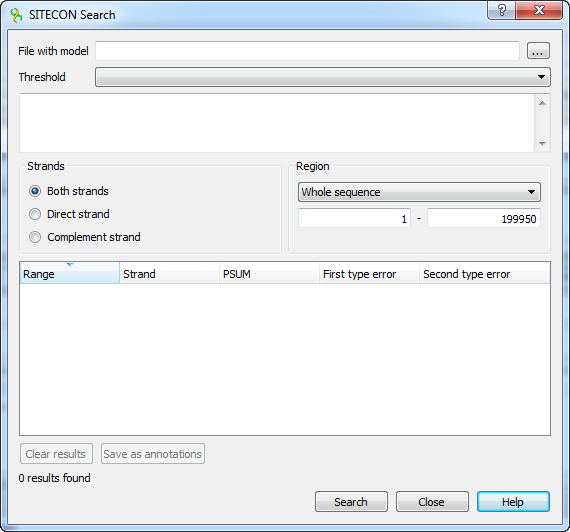 SITECON Search
File with model
...
Threshold
Strands
Both strands
Direct strand
Complement strand
Region
Whole sequence
1 - 199950
Range Strand PSUM First type error Second type error
Clear results Save as annotations
0 results found
Search Close Help